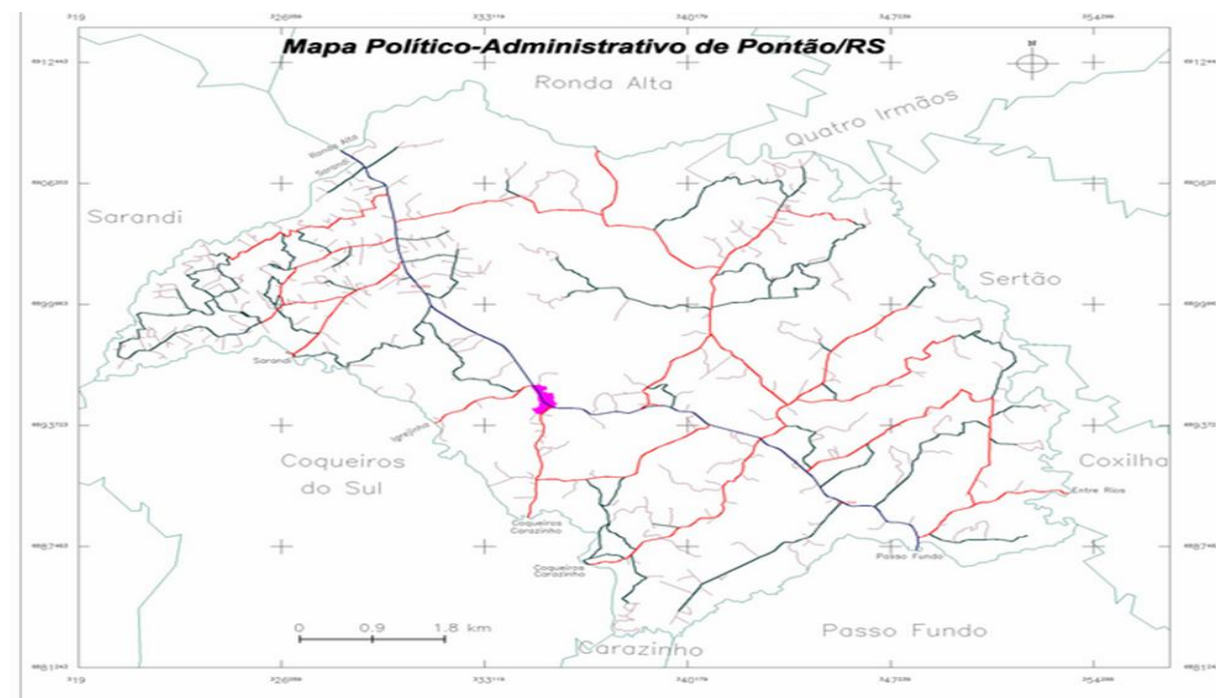 Mapa Político-Administrativo de Pontão/RS
N
Ronda Alta
Quatro Irmãos
Ronda Alta
Sarandi
Sarandi
Sertão
Sarandi
Igrejinha
Coqueiros
do Sul
Coxilha
Entre Rios
Coqueiros
Carazinho
Passo Fundo
Coqueiros
Carazinho
0 0.9 1.8 km
Passo Fundo
Carazinho